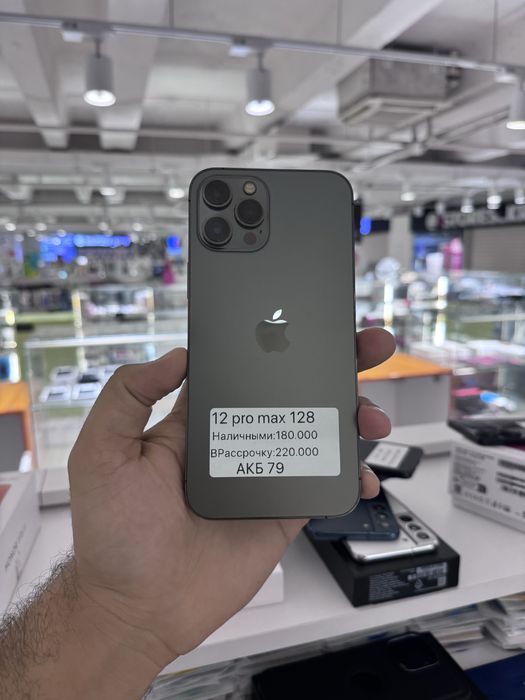 12 pro max 128
Наличными:180.000
ВРассрочку:220.000
АКБ 79